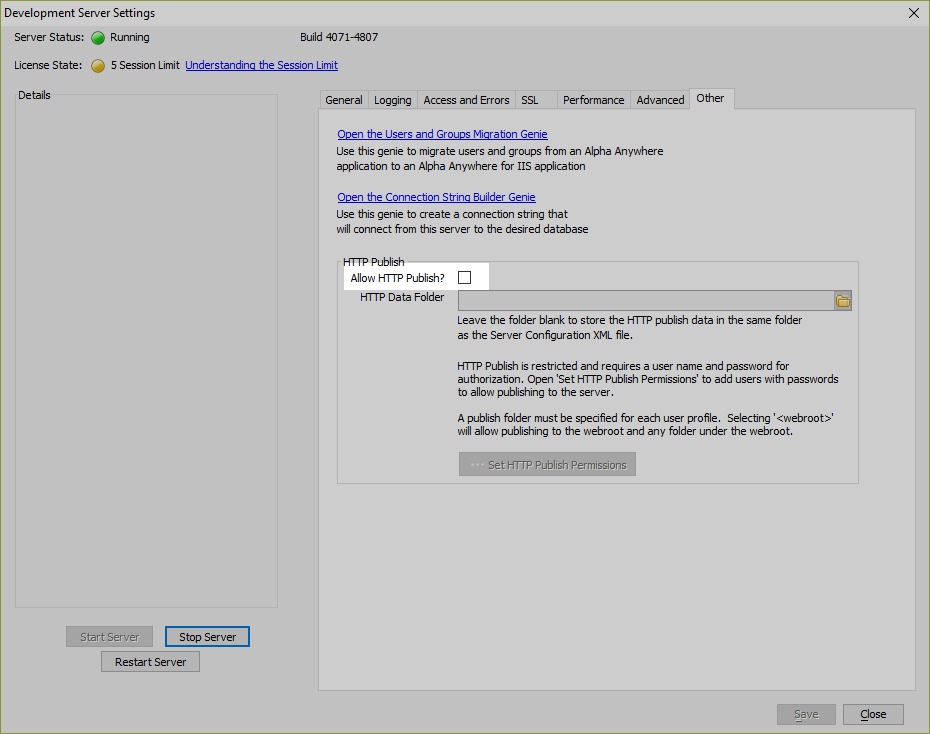 Development Server Settings
Server Status: Running Build 4071-4807
License State: 5 Session Limit Understanding the Session Limit
Details
General Logging Access and Errors SSL Performance Advanced Other
Open the Users and Groups Migration Genie
Use this genie to migrate users and groups from an Alpha Anywhere
application to an Alpha Anywhere for IIS application
Open the Connection String Builder Genie
Use this genie to create a connection string that
will connect from this server to the desired database
HTTP Publish
Allow HTTP Publish?
HTTP Data Folder
Leave the folder blank to store the HTTP publish data in the same folder
as the Server Configuration XML file.
HTTP Publish is restricted and requires a user name and password for
authorization. Open 'Set HTTP Publish Permissions' to add users with passwords
to allow publishing to the server.
A publish folder must be specified for each user profile. Selecting '<webroot>'
will allow publishing to the webroot and any folder under the webroot.
Set HTTP Publish Permissions
Start Server Stop Server
Restart Server
Save Close